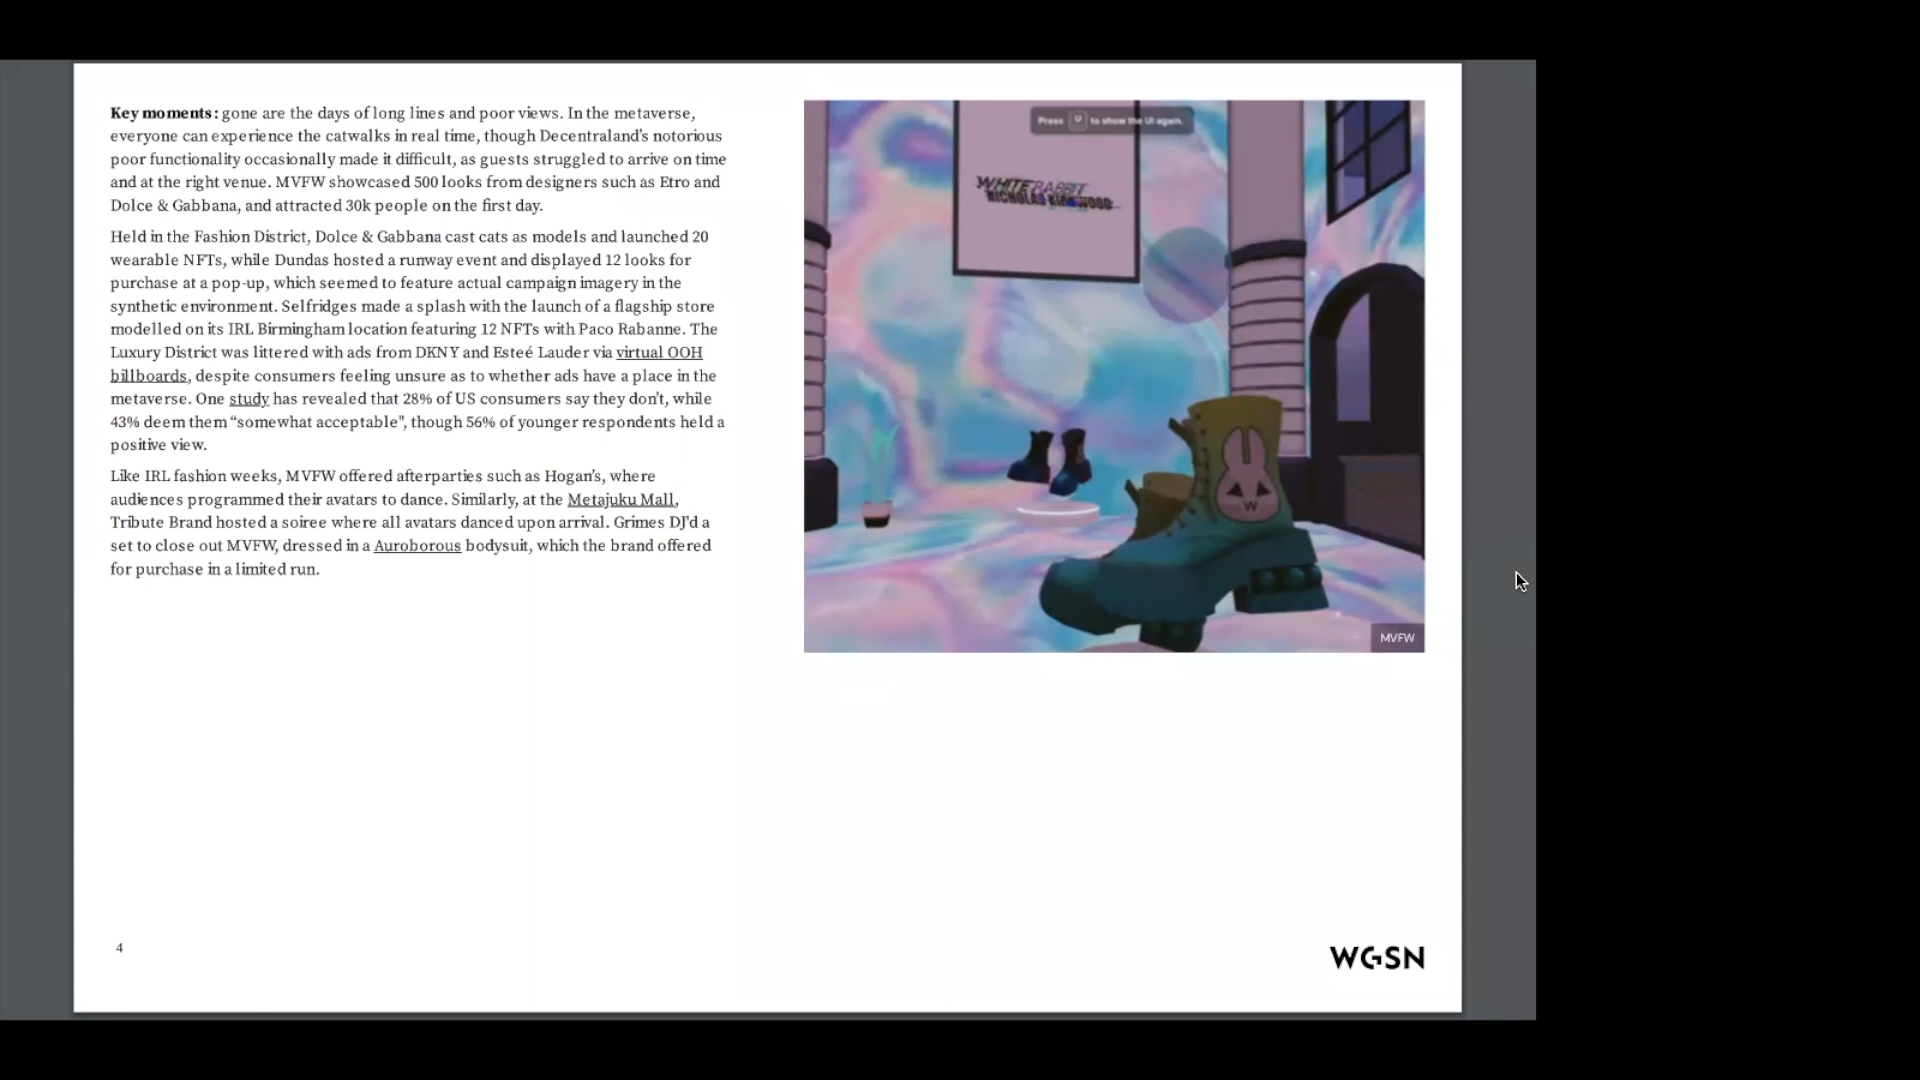 Key moments: gone are the days of long lines and poor views. In the metaverse,
everyone can experience the catwalks in real time, though Decentraland’s notorious
poor functionality occasionally made it difficult, as guests struggled to arrive on time
and at the right venue. MVFW showcased 500 looks from designers such as Etro and
Dolce & Gabbana, and attracted 30k people on the first day.
Held in the Fashion District, Dolce & Gabbana cast cats as models and launched 20
wearable NFTs, while Dundas hosted a runway event and displayed 12 looks for
purchase at a pop-up, which seemed to feature actual campaign imagery in the
synthetic environment. Selfridges made a splash with the launch of a flagship store
modelled on its IRL Birmingham location featuring 12 NFTs with Paco Rabanne. The
Luxury District was littered with ads from DKNY and Esteé Lauder via virtual OOH
billboards, despite consumers feeling unsure as to whether ads have a place in the
metaverse. One study has revealed that 28% of US consumers say they don’t, while
43% deem them “somewhat acceptable", though 56% of younger respondents held a
positive view.
Like IRL fashion weeks, MVFW offered afterparties such as Hogan’s, where
audiences programmed their avatars to dance. Similarly, at the Metajuku Mall,
Tribute Brand hosted a soiree where all avatars danced upon arrival. Grimes DJ’d a
set to close out MVFW, dressed in a Auroborous bodysuit, which the brand offered
for purchase in a limited run.
Press U to show the UI again.
WHITERABBIT
NICHOLAS KIRKWOOD
W
MVFW
4
WGSN